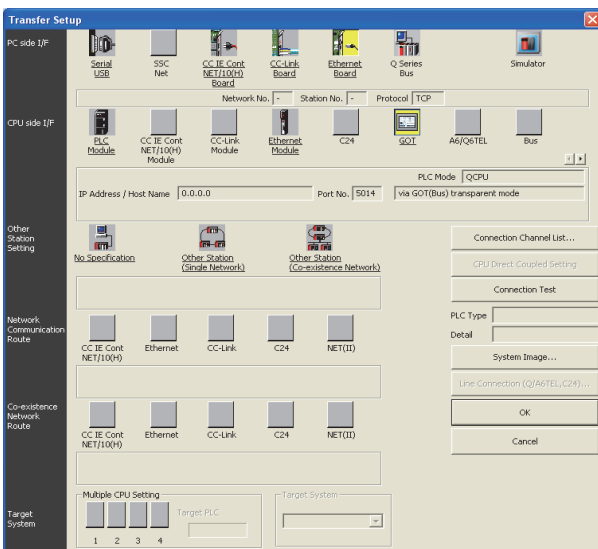 Transfer Setup
PC side I/F
Serial
USB
SSC
Net
CC IE Cont
NET/10(H)
Board
CC-Link
Board
Ethernet
Board
Q Series
Bus
Simulator
Network No. - Station No. - Protocol TCP
CPU side I/F
PLC
Module
CC IE Cont
NET/10(H)
Module
CC-Link
Module
Ethernet
Module
C24
GOT
A6/Q6TEL
Bus
PLC Mode QCPU
IP Address / Host Name 0.0.0.0 Port No. 5014 via GOT(Bus) transparent mode
Other
Station
Setting
No Specification
Other Station
(Single Network)
Other Station
(Co-existence Network)
Connection Channel List...
CPU Direct Coupled Setting
Connection Test
PLC Type
Detail
System Image...
Line Connection (Q/A6TEL,C24)...
OK
Cancel
Network
Communication
Route
CC IE Cont
NET/10(H)
Ethernet
CC-Link
C24
NET(II)
Co-existence
Network
Route
CC IE Cont
NET/10(H)
Ethernet
CC-Link
C24
NET(II)
Target
System
Multiple CPU Setting
1 2 3 4
Target PLC
Target System